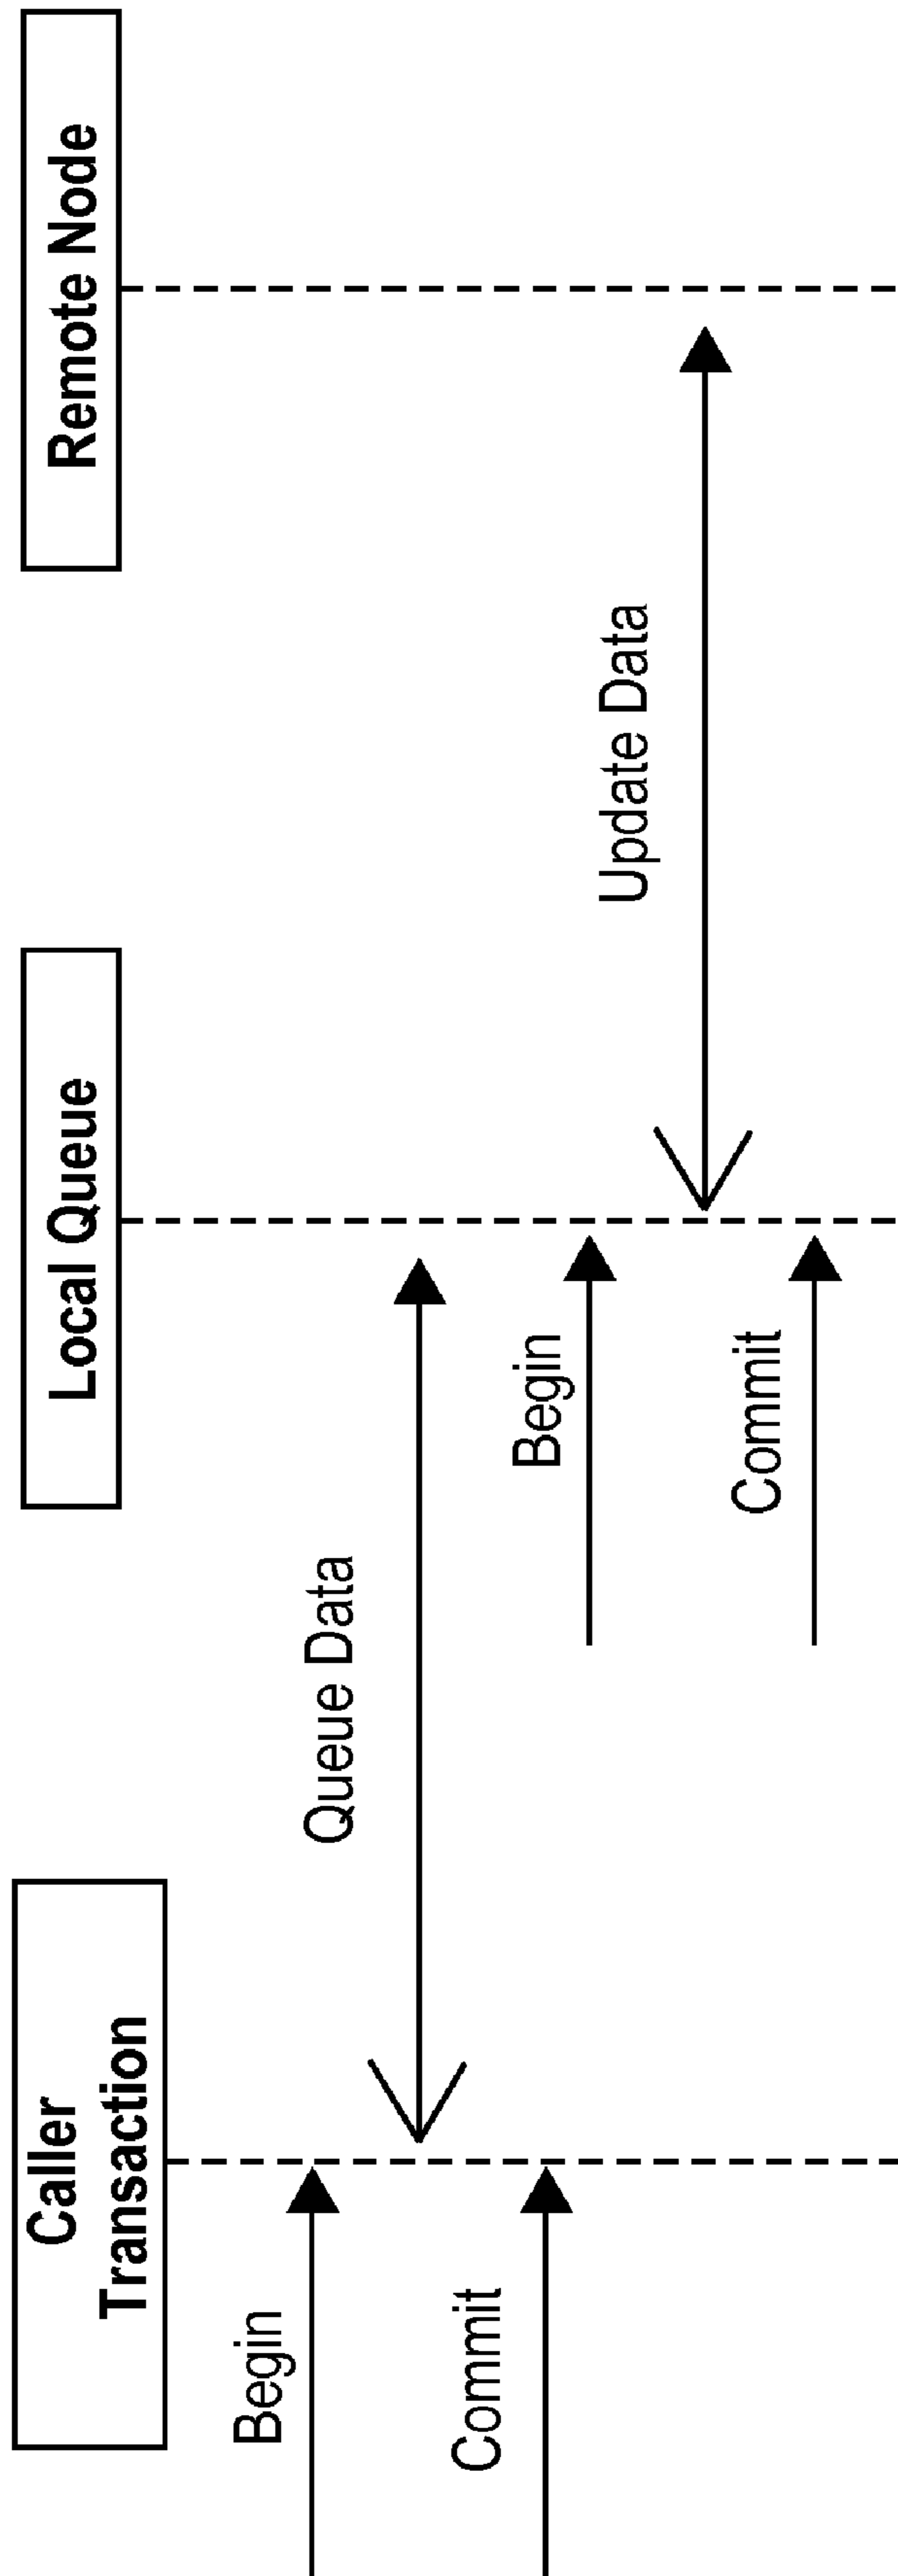 Caller
Transaction
Local Queue
Remote Node
Begin
Queue Data
Commit
Begin
Update Data
Commit